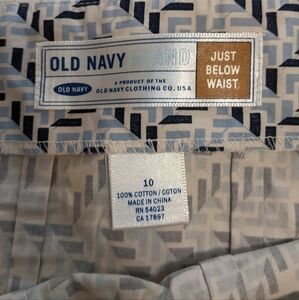 OLD NAVY BRAND
OLD NAVY
A PRODUCT OF THE
OLD NAVY CLOTHING CO. USA
JUST
BELOW
WAIST
10
100% COTTON / COTON
MADE IN CHINA
RN 54023
CA 17897